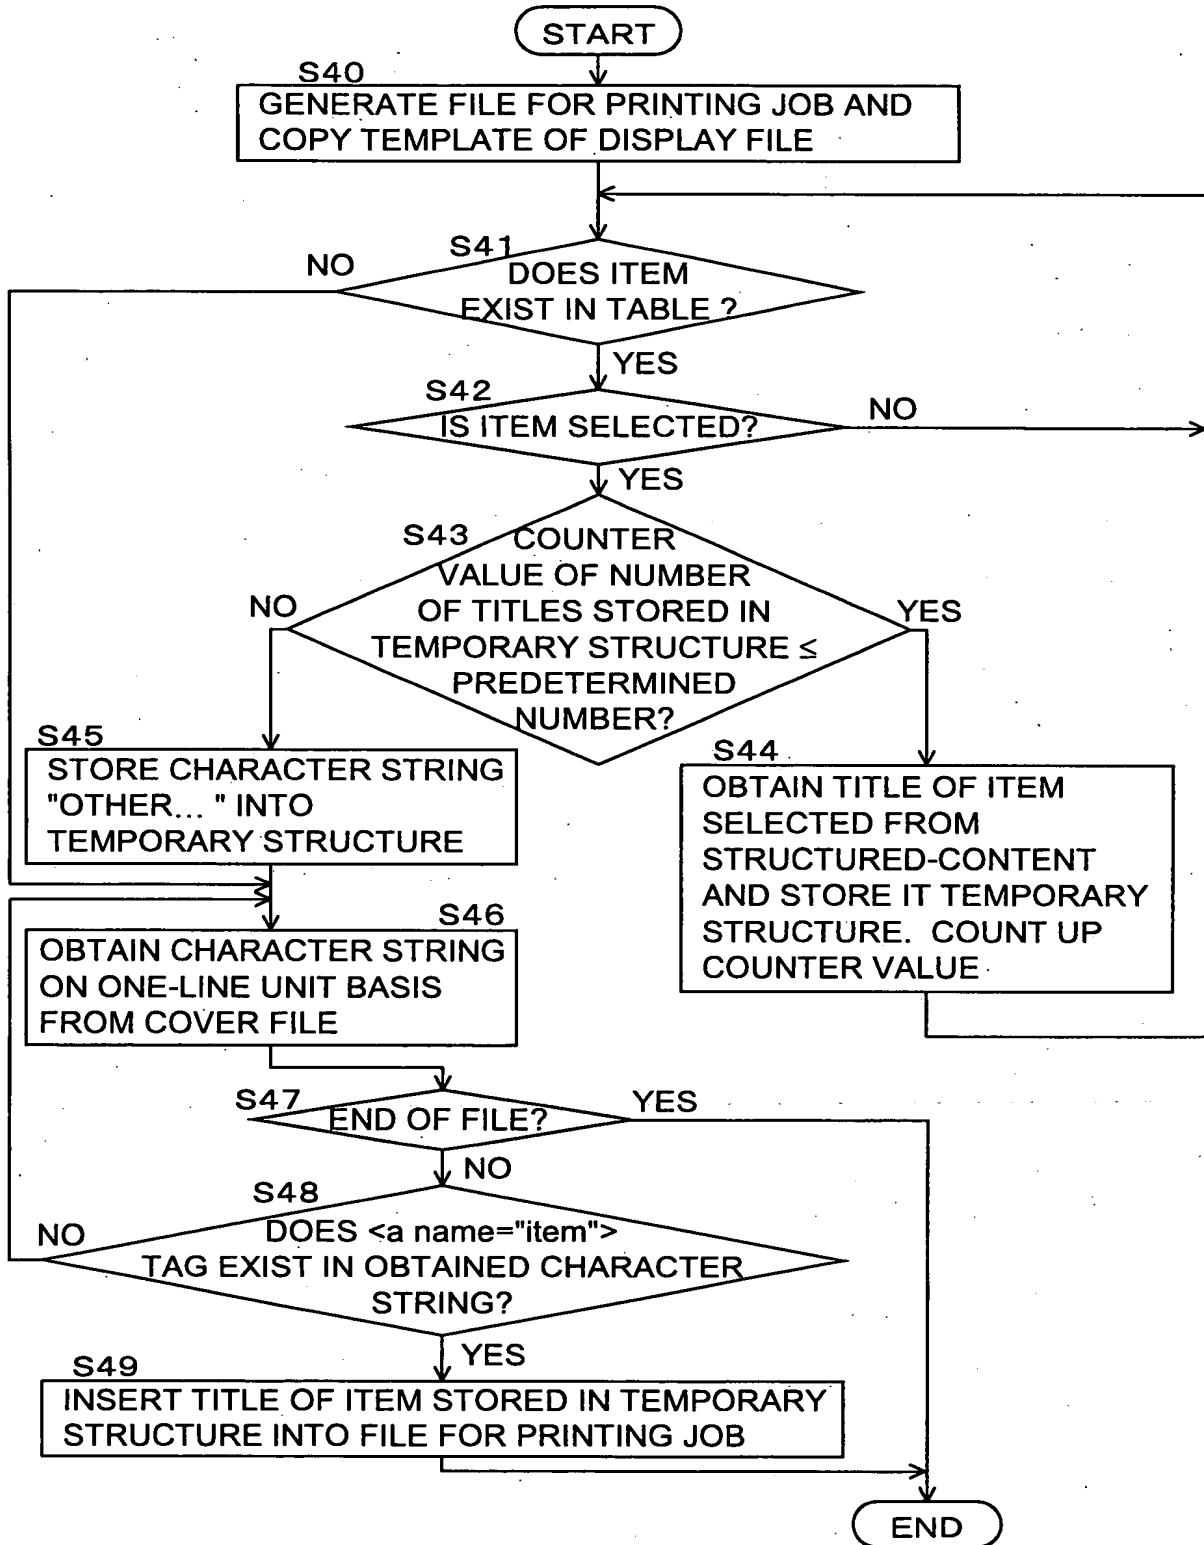 START
S40
GENERATE FILE FOR PRINTING JOB AND
COPY TEMPLATE OF DISPLAY FILE
S41
NO
DOES ITEM
EXIST IN TABLE ?
YES
S42
NO
IS ITEM SELECTED?
YES
S43
COUNTER
VALUE OF NUMBER
NO
OF TITLES STORED IN
YES
TEMPORARY STRUCTURE ≤
PREDETERMINED
NUMBER?
S45
STORE CHARACTER STRING
"OTHER... " INTO
TEMPORARY STRUCTURE
S44
OBTAIN TITLE OF ITEM
SELECTED FROM
STRUCTURED-CONTENT
AND STORE IT TEMPORARY
STRUCTURE. COUNT UP
COUNTER VALUE
S46
OBTAIN CHARACTER STRING
ON ONE-LINE UNIT BASIS
FROM COVER FILE
S47
YES
END OF FILE?
NO
S48
NO
DOES <a name="item">
TAG EXIST IN OBTAINED CHARACTER
STRING?
YES
S49
INSERT TITLE OF ITEM STORED IN TEMPORARY
STRUCTURE INTO FILE FOR PRINTING JOB
END